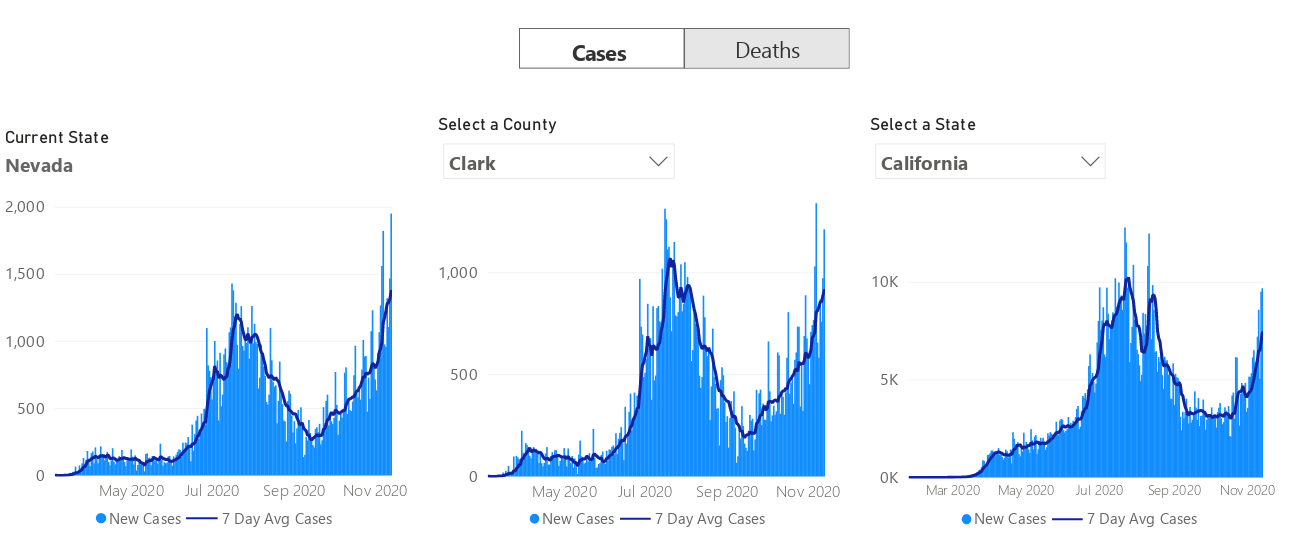 Cases Deaths
Current State
Nevada
2,000
1,500
1,000
500
0
May 2020 Jul 2020 Sep 2020 Nov 2020
New Cases 7 Day Avg Cases
Select a County
Clark
1,000
500
0
May 2020 Jul 2020 Sep 2020 Nov 2020
New Cases 7 Day Avg Cases
Select a State
California
10K
5K
0K
Mar 2020 May 2020 Jul 2020 Sep 2020 Nov 2020
New Cases 7 Day Avg Cases